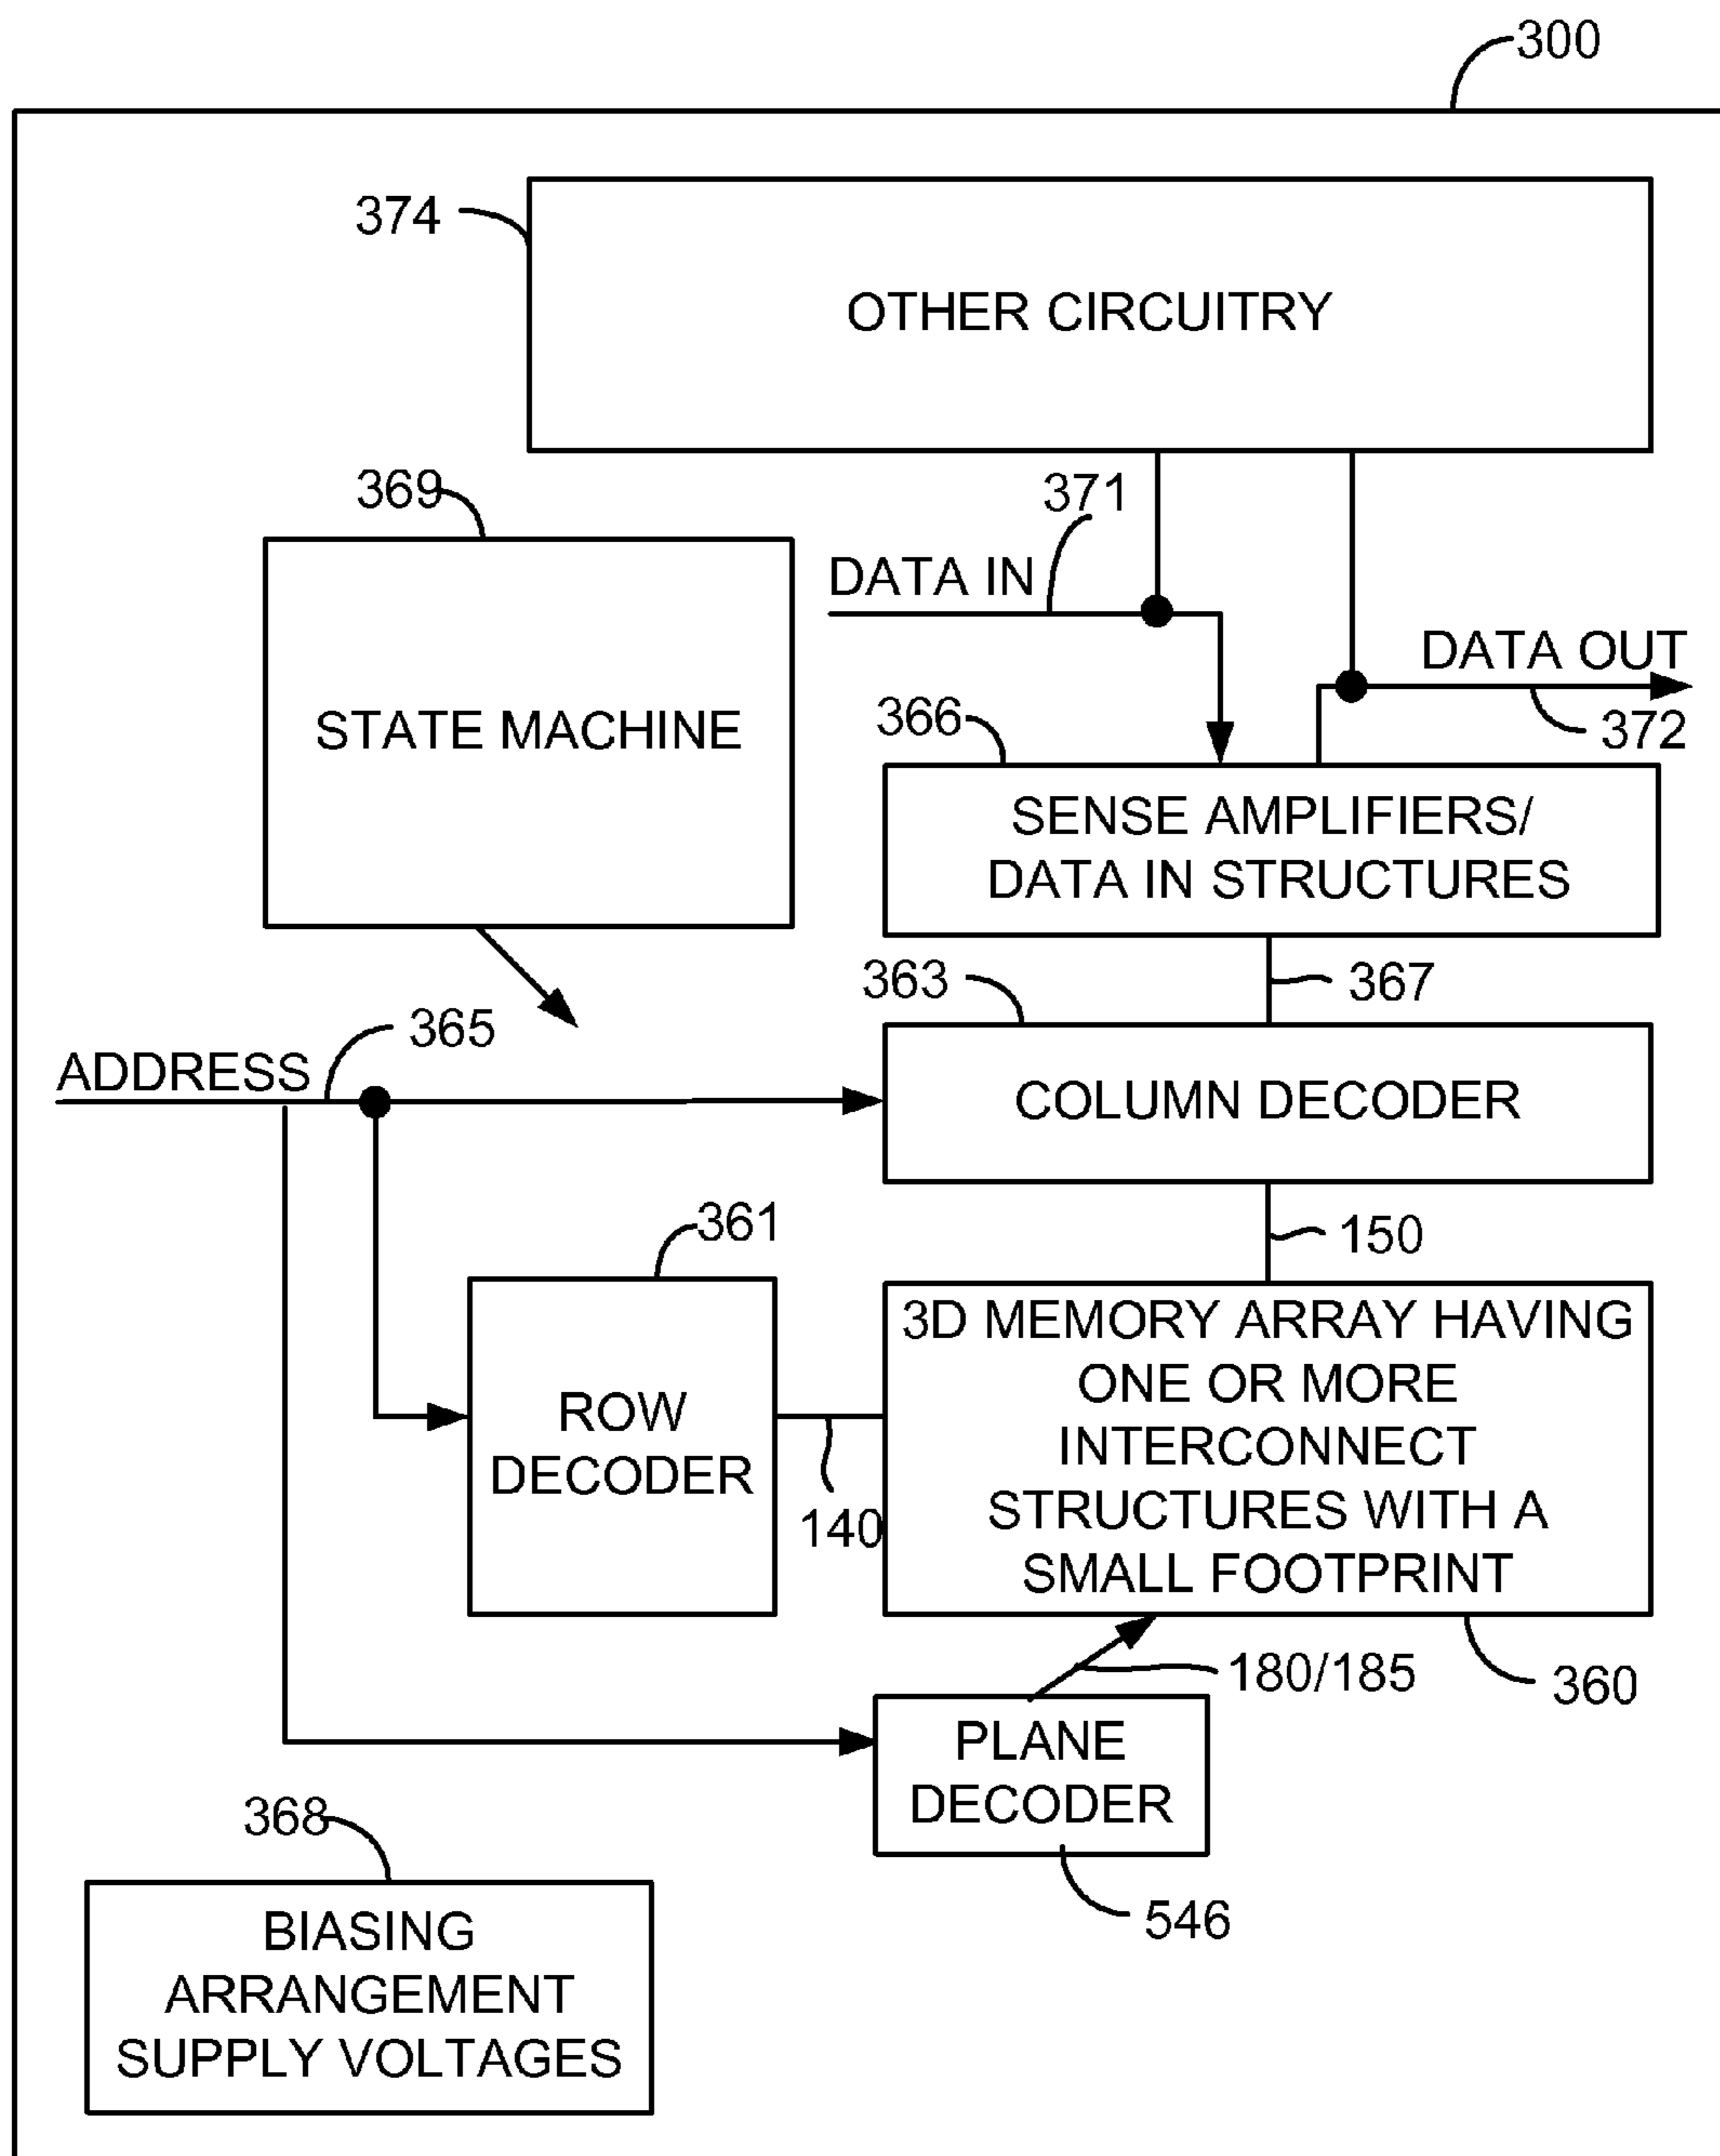 300
374
OTHER CIRCUITRY
369
371
DATA IN
DATA OUT
372
STATE MACHINE
366
SENSE AMPLIFIERS/
DATA IN STRUCTURES
363
367
365
ADDRESS
COLUMN DECODER
361
150
ROW
DECODER
140
3D MEMORY ARRAY HAVING
ONE OR MORE
INTERCONNECT
STRUCTURES WITH A
SMALL FOOTPRINT
180/185
360
PLANE
DECODER
546
368
BIASING
ARRANGEMENT
SUPPLY VOLTAGES